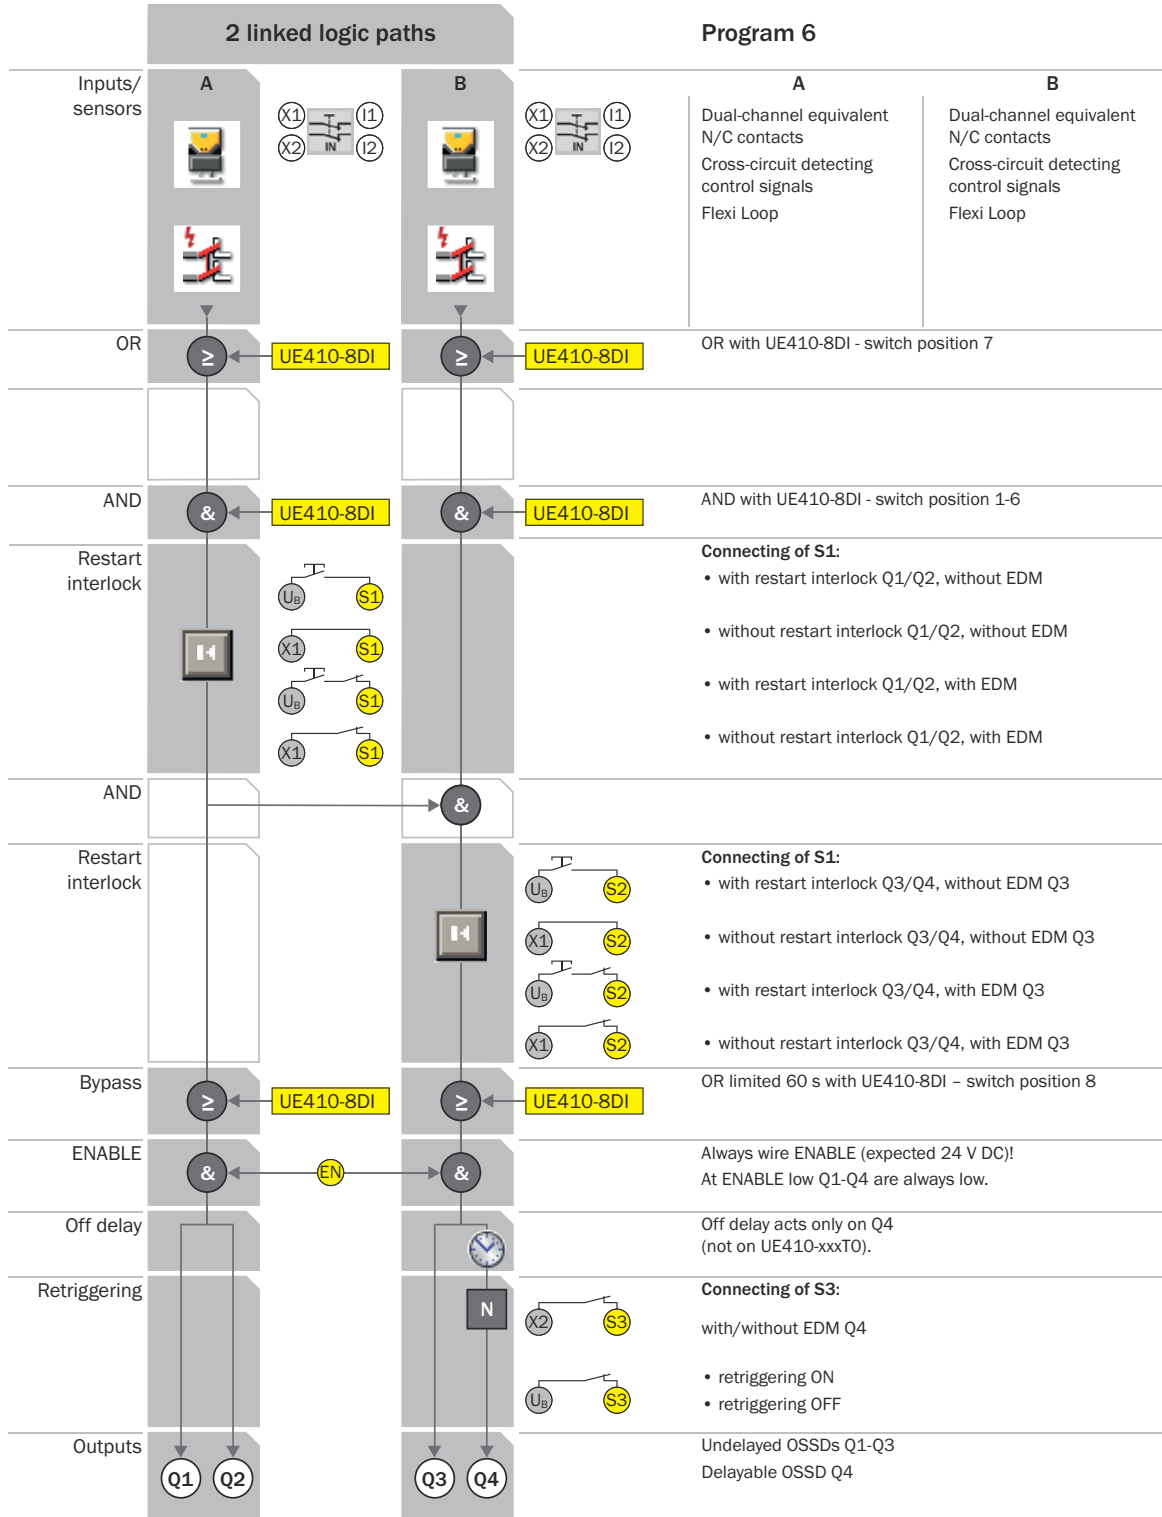 2 linked logic paths
Program 6
Inputs/
sensors
A
B
X1
I1
X2
IN
I2
X1
I1
X2
IN
I2
A
Dual-channel equivalent
N/C contacts
Cross-circuit detecting
control signals
Flexi Loop
B
Dual-channel equivalent
N/C contacts
Cross-circuit detecting
control signals
Flexi Loop
OR
≥
UE410-8DI
≥
UE410-8DI
OR with UE410-8DI - switch position 7
AND
&
UE410-8DI
&
UE410-8DI
AND with UE410-8DI - switch position 1-6
Restart
interlock
UB
S1
X1
S1
UB
S1
X1
S1
Connecting of S1:
• with restart interlock Q1/Q2, without EDM
• without restart interlock Q1/Q2, without EDM
• with restart interlock Q1/Q2, with EDM
• without restart interlock Q1/Q2, with EDM
AND
&
Restart
interlock
UB
S2
X1
S2
UB
S2
X1
S2
Connecting of S1:
• with restart interlock Q3/Q4, without EDM Q3
• without restart interlock Q3/Q4, without EDM Q3
• with restart interlock Q3/Q4, with EDM Q3
• without restart interlock Q3/Q4, with EDM Q3
Bypass
≥
UE410-8DI
≥
UE410-8DI
OR limited 60 s with UE410-8DI – switch position 8
ENABLE
&
EN
&
Always wire ENABLE (expected 24 V DC)!
At ENABLE low Q1-Q4 are always low.
Off delay
Off delay acts only on Q4
(not on UE410-xxxT0).
Retriggering
N
X2
S3
UB
S3
Connecting of S3:
with/without EDM Q4
• retriggering ON
• retriggering OFF
Outputs
Q1
Q2
Q3
Q4
Undelayed OSSDs Q1-Q3
Delayable OSSD Q4